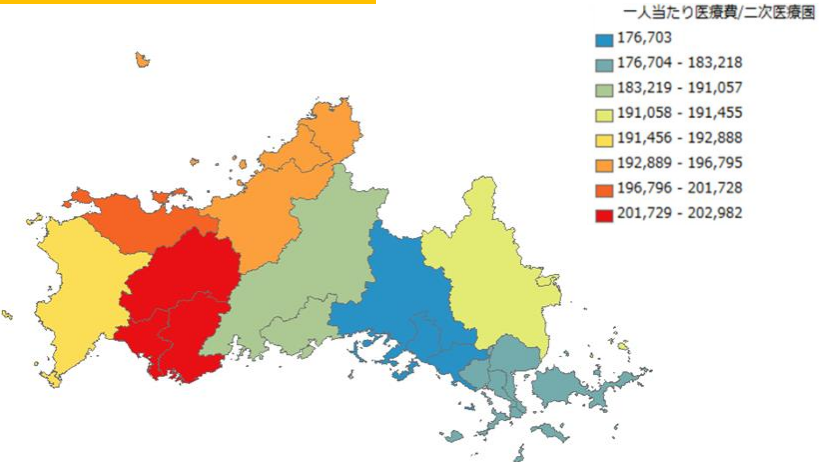 一人当たり医療費/二次医療圏
176,703
176,704 - 183,218
183,219 - 191,057
191,058 - 191,455
191,456 - 192,888
192,889 - 196,795
196,796 - 201,728
201,729 - 202,982